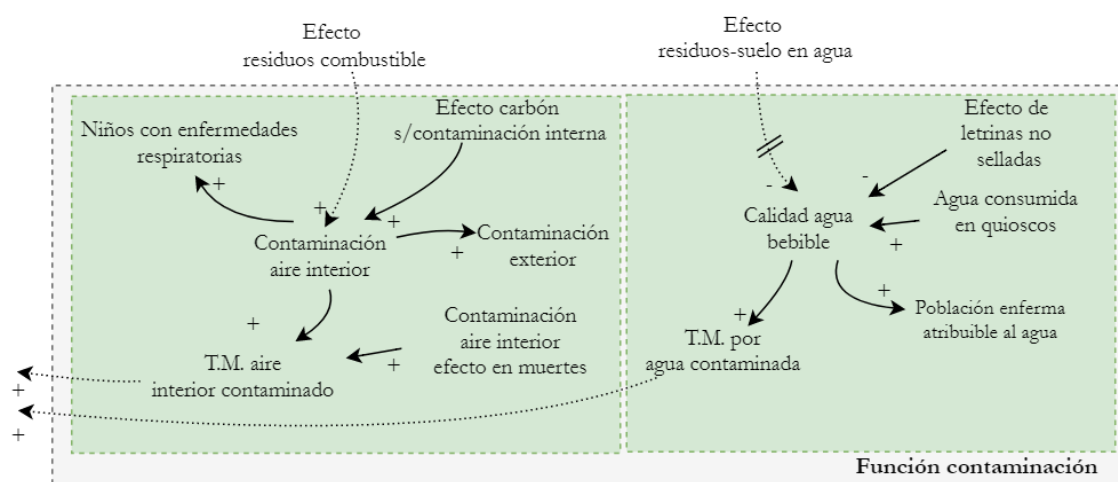 Efecto
residuos combustible
Efecto
residuos-suelo en agua
Niños con enfermedades
respiratorias
+
Efecto carbón
s/contaminación interna
+
+
Contaminación
aire interior
+
Contaminación
exterior
+
T.M. aire
interior contaminado
Contaminación
aire interior
efecto en muertes
+
+
+
Efecto de
letrinas no
selladas
-
-
Calidad agua
bebible
Agua consumida
en quioscos
+
+
T.M. por
agua contaminada
+
Población enferma
atribuible al agua
Función contaminación